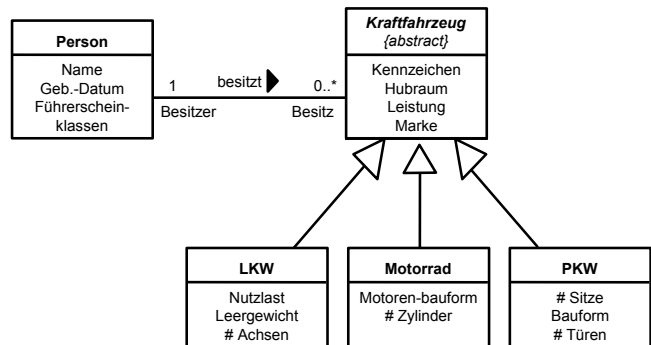 Person
Name
Geb.-Datum
Führerschein-
klassen
1
besitzt
0..*
Besitzer
Besitz
Kraftfahrzeug
{abstract}
Kennzeichen
Hubraum
Leistung
Marke
LKW
Nutzlast
Leergewicht
# Achsen
Motorrad
Motoren-bauform
# Zylinder
PKW
# Sitze
Bauform
# Türen